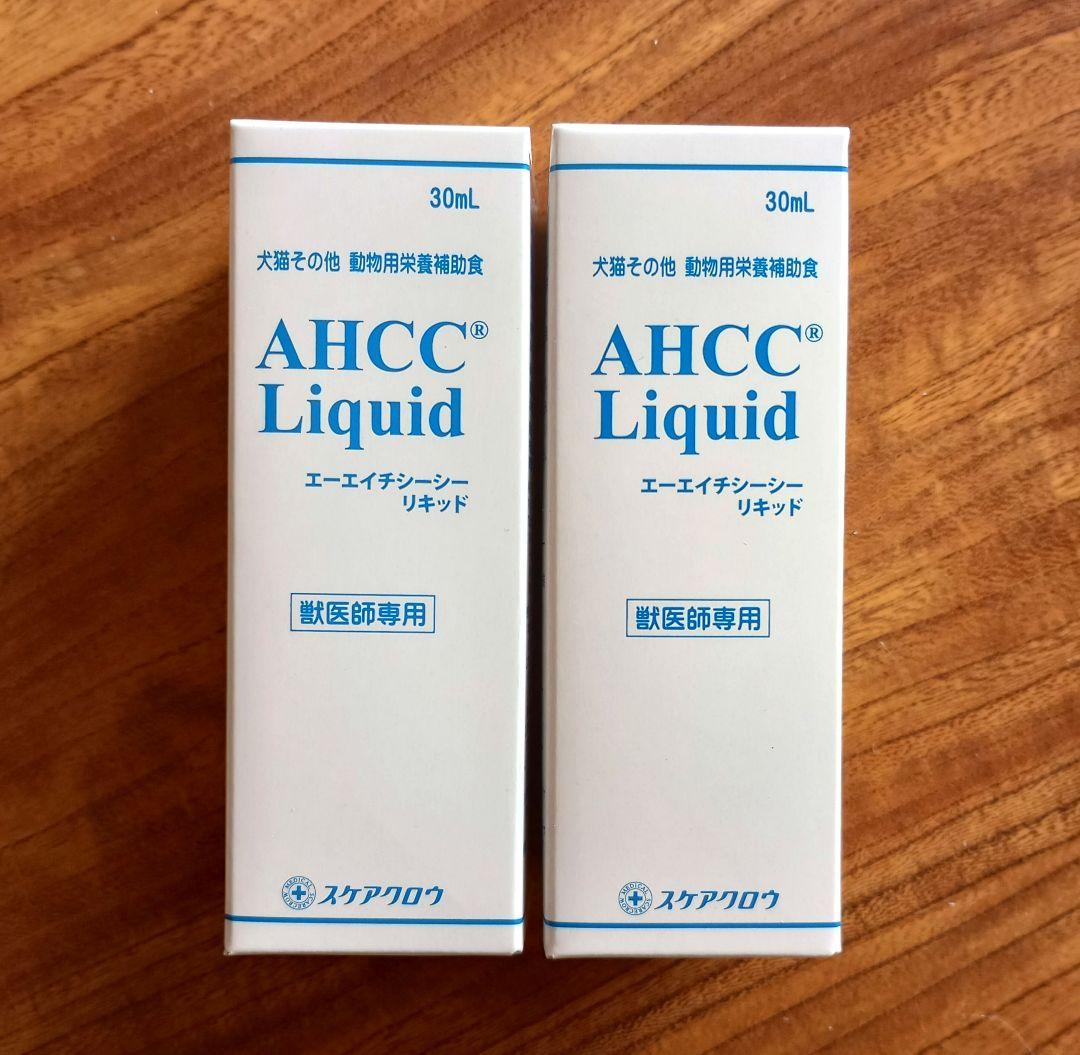 30mL
犬猫その他 動物用栄養補助食
AHCC®
Liquid
エーエイチシーシー
リキッド
獣医師専用
MEDICAL SCARECROW
スケアクロウ
30mL
犬猫その他 動物用栄養補助食
AHCC®
Liquid
エーエイチシーシー
リキッド
獣医師専用
MEDICAL SCARECROW
スケアクロウ